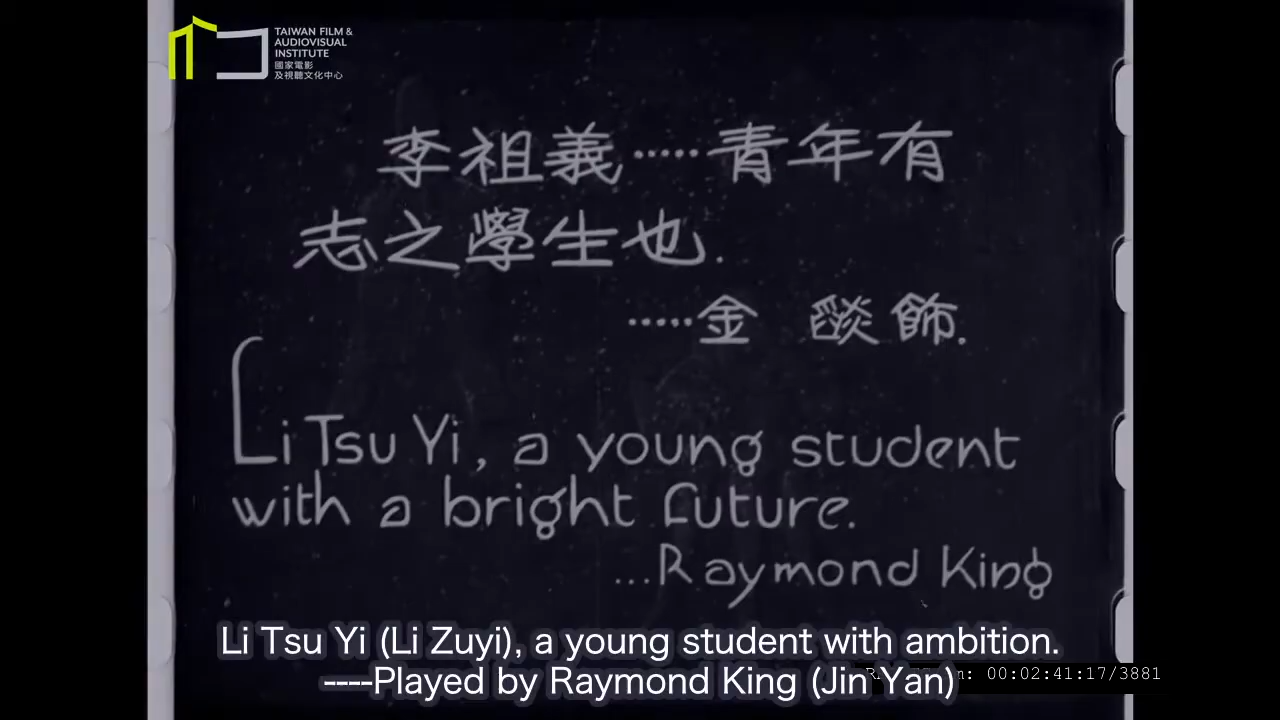 TAIWAN FILM &
AUDIOVISUAL
INSTITUTE
國家電影
及視聽文化中心
李祖義……青年有
志之學生也.
……金 燄飾.
Li Tsu Yi, a young student
with a bright future.
...Raymond King
Li Tsu Yi (Li Zuyi), a young student with ambition.
----Played by Raymond King (Jin Yan)
00:02:41:17/3881